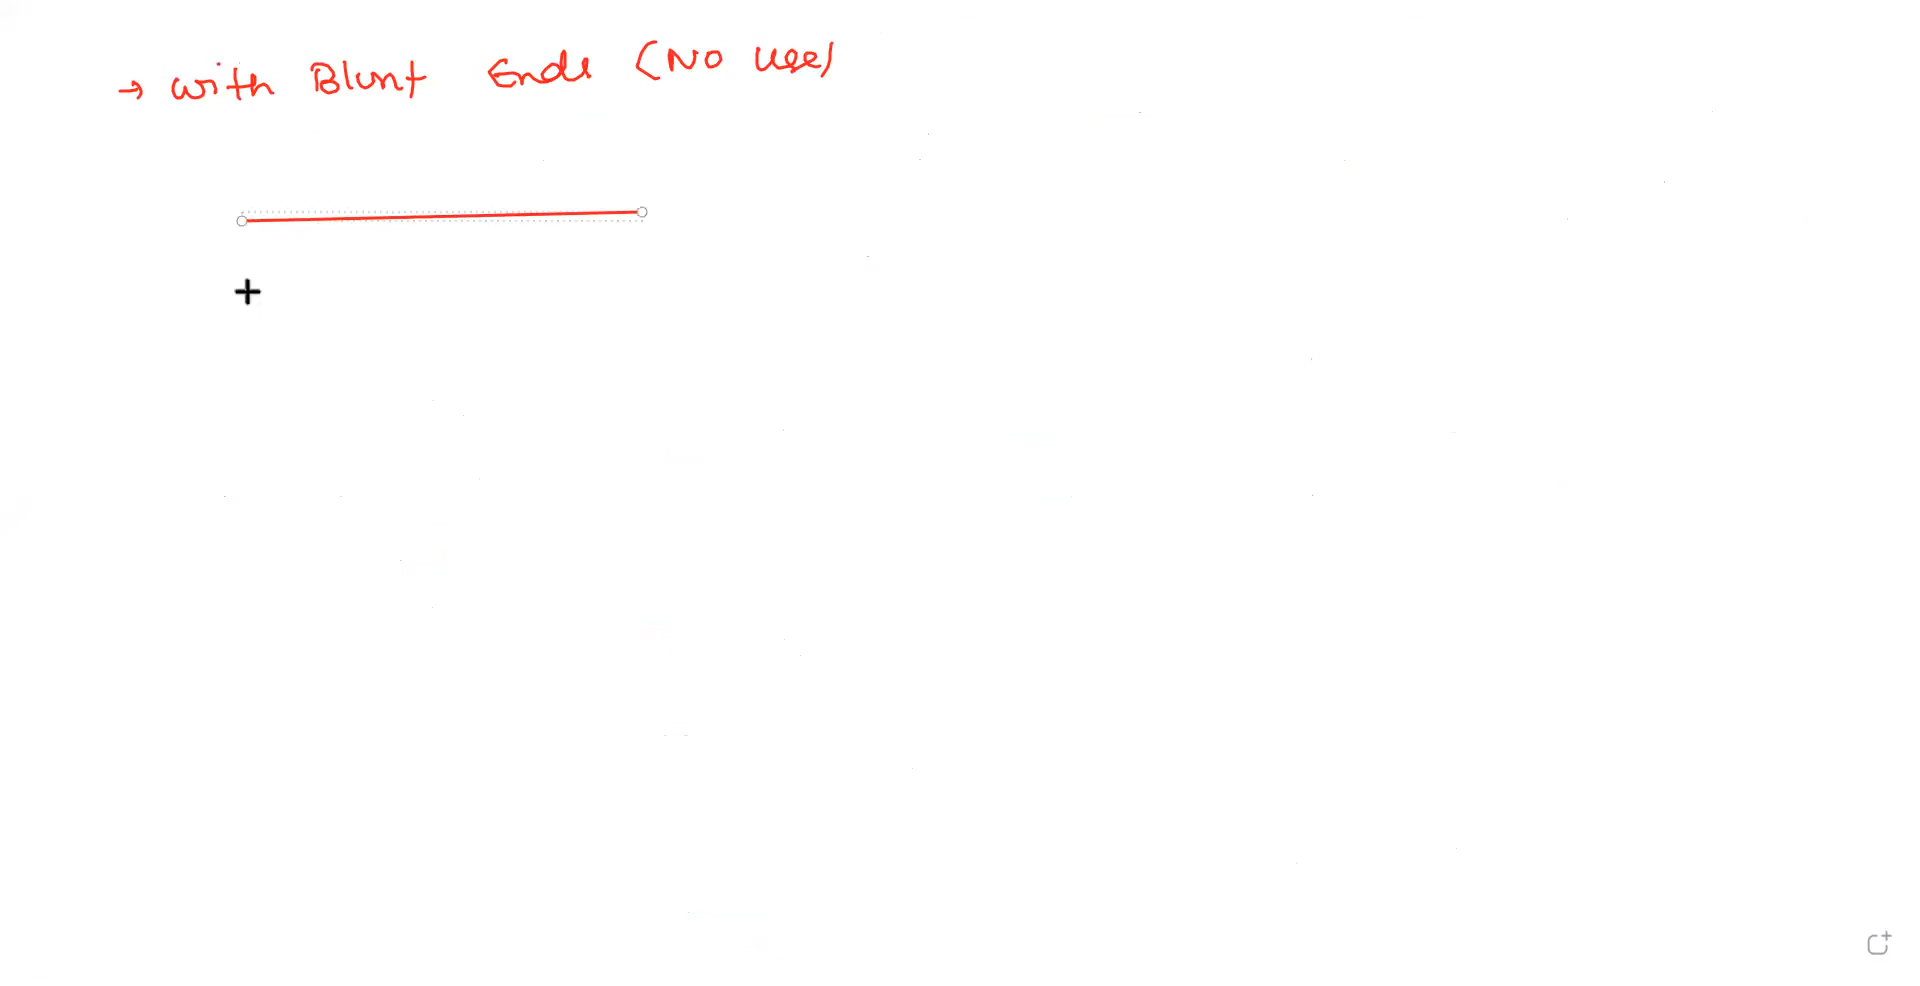 → with Blunt Ends (No use)